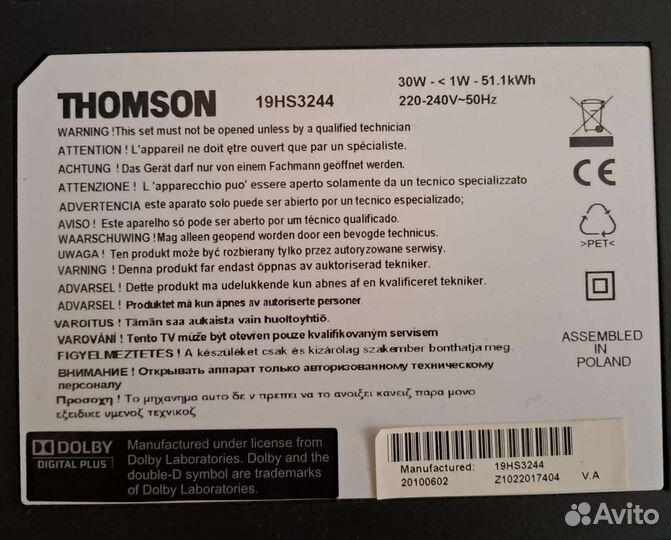 THOMSON 19HS3244
30W - < 1W - 51.1kWh
220-240V~50Hz
WARNING !This set must not be opened unless by a qualified technician
ATTENTION ! L'appareil ne doit ętre ouvert que par un spécialiste.
ACHTUNG ! Das Gerät darf nur von einem Fachmann geöffnet werden.
ATTENZIONE ! L 'apparecchio puo' essere aperto solamente da un tecnico specializzato
ADVERTENCIA este aparato solo puede ser abierto por un técnico especializado;
AVISO ! Este aparelho só pode ser aberto por um técnico qualificado.
WAARSCHUWING !Mag alleen geopend worden door een bevoegde technicus.
UWAGA ! Ten produkt może być rozbierany tylko przez autoryzowane serwisy.
VARNING ! Denna produkt far endast öppnas av auktoriserad tekniker.
ADVARSEL ! Dette produkt ma udelukkende kun abnes af en kvalificeret tekniker.
ADVARSEL ! Produktet må kun åpnes av autoriserte personer.
VAROITUS ! Tämän saa aukaista vain huoltoyhtiö.
VAROVÁNÍ ! Tento TV může být otevřen pouze kvalifikovaným servisem
FIGYELMEZTETÉS ! A készüléket csak és kizárólag szakember bonthatja meg.
ВНИМАНИЕ ! Открывать аппарат только авторизованному техническому
персоналу
Προσοχη ! Το μηχανημα αυτο δε ν πρεπει να το ανοιξει κανειζ παρα μονο
εξειδικε υμενοζ τεχνικοζ
>PET<
ASSEMBLED
IN
POLAND
DOLBY
DIGITAL PLUS
Manufactured under license from
Dolby Laboratories. Dolby and the
double-D symbol are trademarks
of Dolby Laboratories.
Manufactured: 19HS3244
20100602 Z1022017404 V.A
Avito